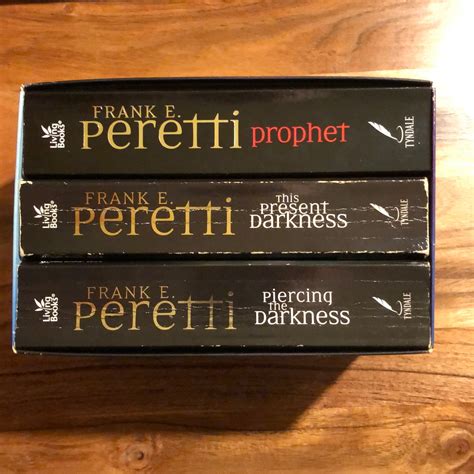 Living
Books®
FRANK E.
Peretti
prophet
TYNDALE
Living
Books®
FRANK E.
Peretti
This
Present
Darkness
TYNDALE
Living
Books®
FRANK E.
Peretti®
Piercing
the
Darkness
TYNDALE